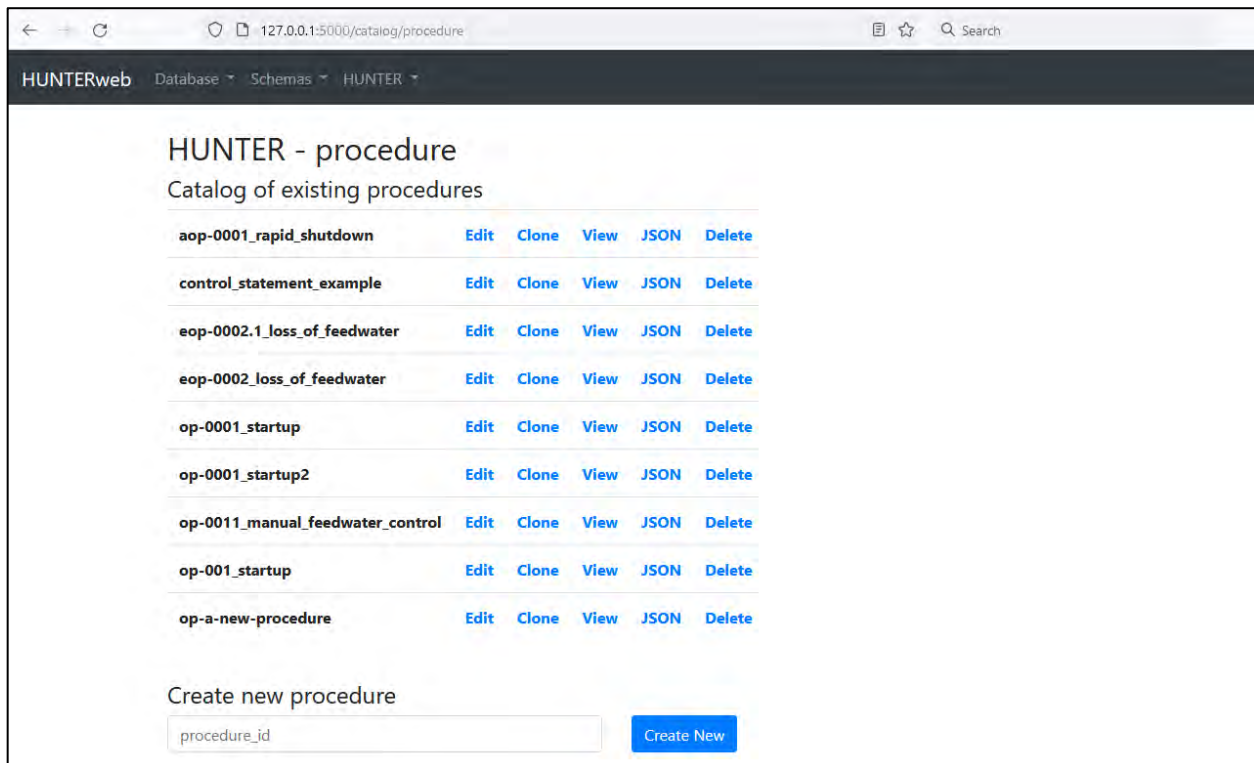 127.0.0.1:5000/catalog/procedure Search
HUNTERweb Database Schemas HUNTER
HUNTER - procedure
Catalog of existing procedures
aop-0001_rapid_shutdown Edit Clone View JSON Delete
control_statement_example Edit Clone View JSON Delete
eop-0002.1_loss_of_feedwater Edit Clone View JSON Delete
eop-0002_loss_of_feedwater Edit Clone View JSON Delete
op-0001_startup Edit Clone View JSON Delete
op-0001_startup2 Edit Clone View JSON Delete
op-0011_manual_feedwater_control Edit Clone View JSON Delete
op-001_startup Edit Clone View JSON Delete
op-a-new-procedure Edit Clone View JSON Delete
Create new procedure
procedure_id Create New